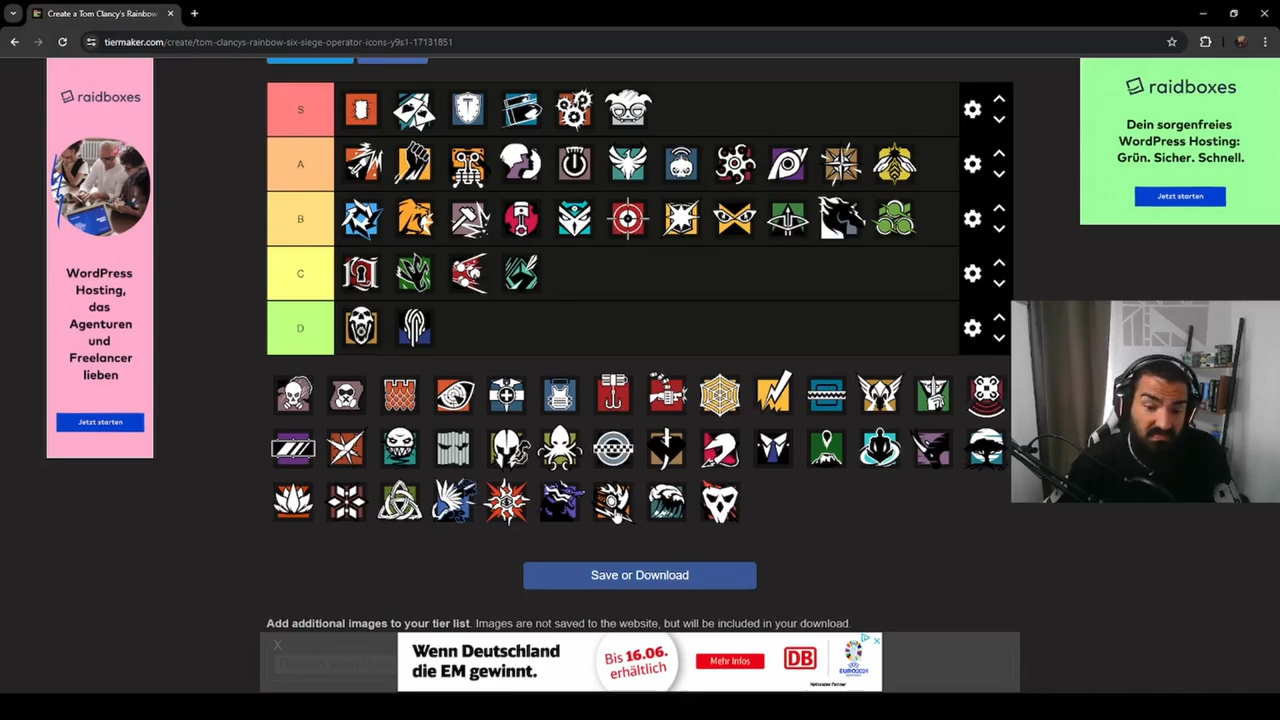 Create a Tom Clancy's Rainbow
tiermaker.com/create/tom-clancys-rainbow-six-siege-operator-icons-y9s1-17131851
raidboxes
WordPress
Hosting,
das
Agenturen
und
Freelancer
lieben
Jetzt starten
S
A
B
C
D
raidboxes
Dein sorgenfreies
WordPress Hosting:
Grün. Sicher. Schnell.
Jetzt starten
Save or Download
Add additional images to your tier list. Images are not saved to the website, but will be included in your download.
X
Wenn Deutschland
die EM gewinnt.
Bis 16.06.
erhältlich
Mehr Infos
DB
EURO2024